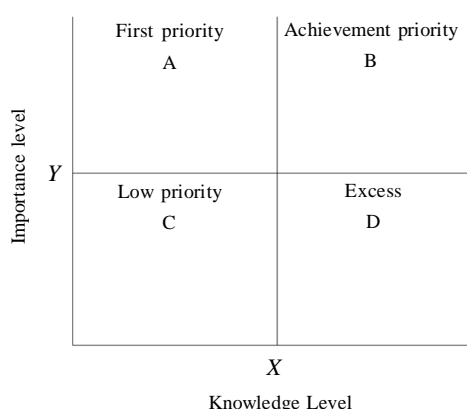 First priority
A
Achievement priority
B
Importance level
Y
Low priority
C
Excess
D
X
Knowledge Level